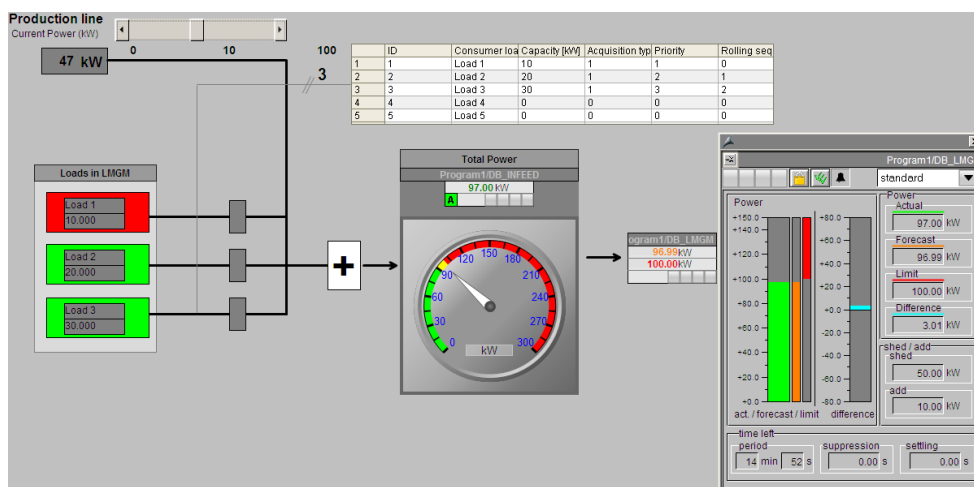 Production line
Current Power (kW)
0 10 100
47 kW
3
ID Consumer loa Capacity [kW] Acquisition typ Priority Rolling seq
1 1 Load 1 10 1 1 0
2 2 Load 2 20 1 2 1
3 3 Load 3 30 1 3 2
4 4 Load 4 0 0 0 0
5 5 Load 5 0 0 0 0
Loads in LMGM
Load 1
10.000
Load 2
20.000
Load 3
30.000
+
Total Power
Program1/DB_INFEED
97.00 kW
A
0 30 60 90 120 150 180 210 240 270 300
kW
ogram1/DB_LMGM
96.99 kW
100.00 kW
Program1/DB_LMG
standard
Power
+150.0
+140.0
+120.0
+100.0
+80.0
+60.0
+40.0
+20.0
+0.0
+80.0
+60.0
+40.0
+20.0
+0.0
-20.0
-40.0
-60.0
-80.0
act. / forecast / limit difference
Power
Actual
97.00 kW
Forecast
96.99 kW
Limit
100.00 kW
Difference
3.01 kW
shed / add
shed
50.00 kW
add
10.00 kW
time left
period suppression settling
14 min 52 s 0.00 s 0.00 s